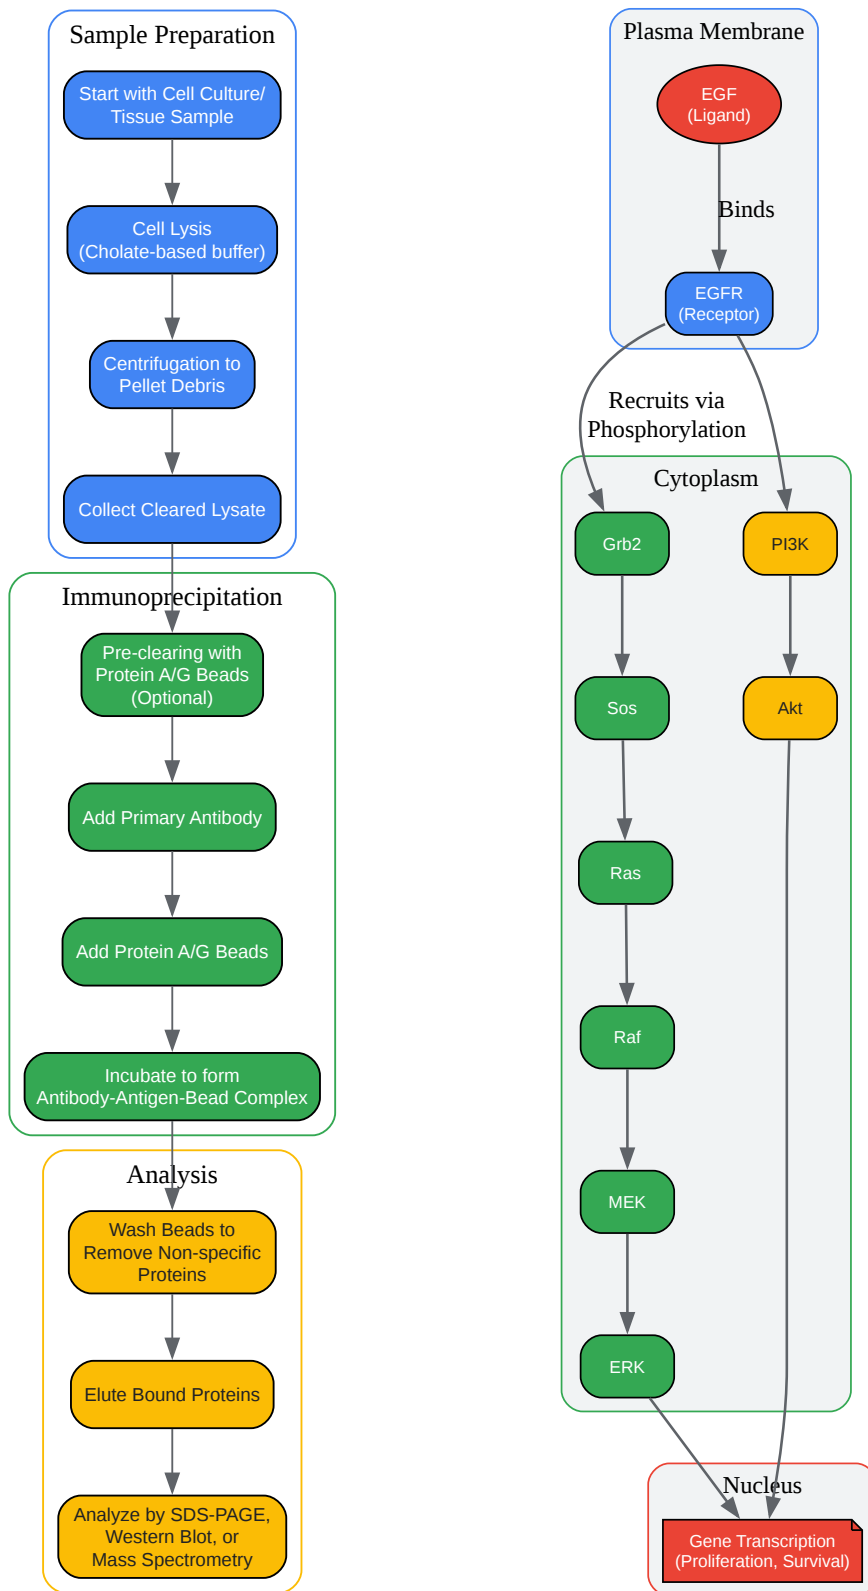 Sample Preparation
Start with Cell Culture/
Tissue Sample
Cell Lysis
(Cholate-based buffer)
Centrifugation to
Pellet Debris
Collect Cleared Lysate
Immunoprecipitation
Pre-clearing with
Protein A/G Beads
(Optional)
Add Primary Antibody
Add Protein A/G Beads
Incubate to form
Antibody-Antigen-Bead Complex
Analysis
Wash Beads to
Remove Non-specific
Proteins
Elute Bound Proteins
Analyze by SDS-PAGE,
Western Blot, or
Mass Spectrometry
Plasma Membrane
EGF
(Ligand)
Binds
EGFR
(Receptor)
Recruits via
Phosphorylation
Cytoplasm
Grb2
PI3K
Sos
Akt
Ras
Raf
MEK
ERK
Nucleus
Gene Transcription
(Proliferation, Survival)